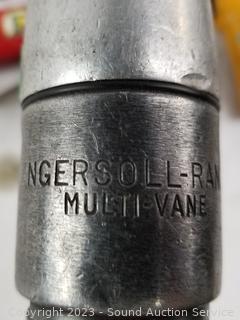 NGERSOLL-RAN
MULTI-VANE
Copyright 2023 - Sound Auction Service